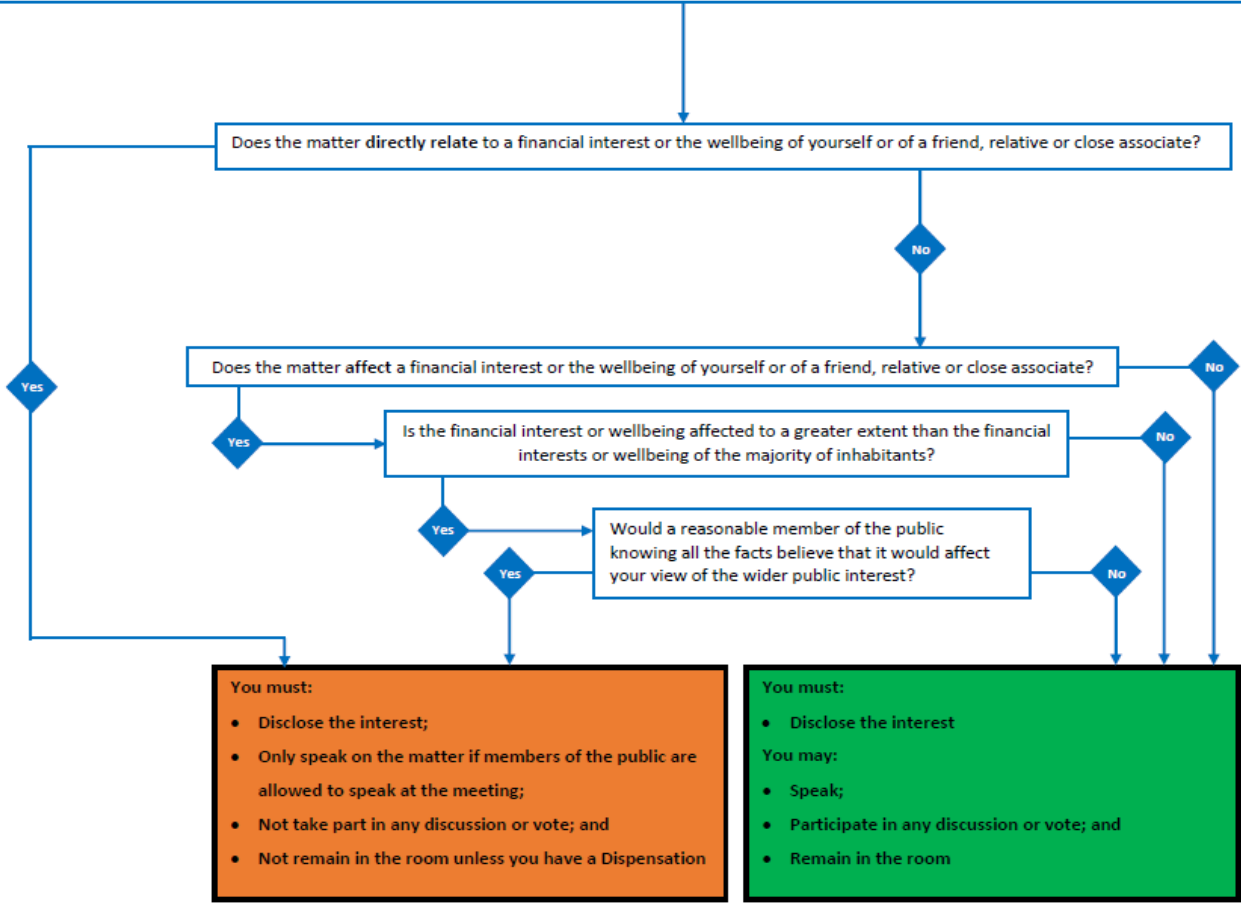 Does the matter directly relate to a financial interest or the wellbeing of yourself or of a friend, relative or close associate?
No
Does the matter affect a financial interest or the wellbeing of yourself or of a friend, relative or close associate?
No
Yes
Yes
Is the financial interest or wellbeing affected to a greater extent than the financial
interests or wellbeing of the majority of inhabitants?
No
Yes
Would a reasonable member of the public
knowing all the facts believe that it would affect
your view of the wider public interest?
Yes
No
You must:
• Disclose the interest;
• Only speak on the matter if members of the public are
allowed to speak at the meeting;
• Not take part in any discussion or vote; and
• Not remain in the room unless you have a Dispensation
You must:
• Disclose the interest
You may:
• Speak;
• Participate in any discussion or vote; and
• Remain in the room